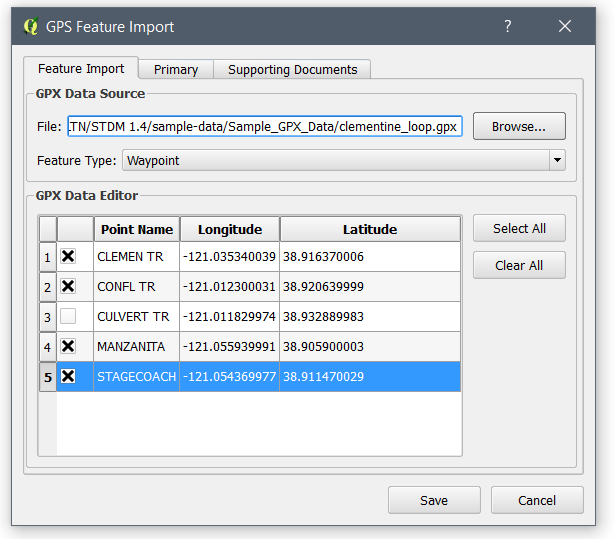 GPS Feature Import
Feature Import Primary Supporting Documents
GPX Data Source
File: .TN/STDM 1.4/sample-data/Sample_GPX_Data/clementine_loop.gpx Browse...
Feature Type: Waypoint
GPX Data Editor
Point Name Longitude Latitude
1 CLEMEN TR -121.035340039 38.916370006
2 CONFL TR -121.012300031 38.920639999
3 CULVERT TR -121.011829974 38.932889983
4 MANZANITA -121.055939991 38.905900003
5 STAGECOACH -121.054369977 38.911470029
Select All
Clear All
Save Cancel